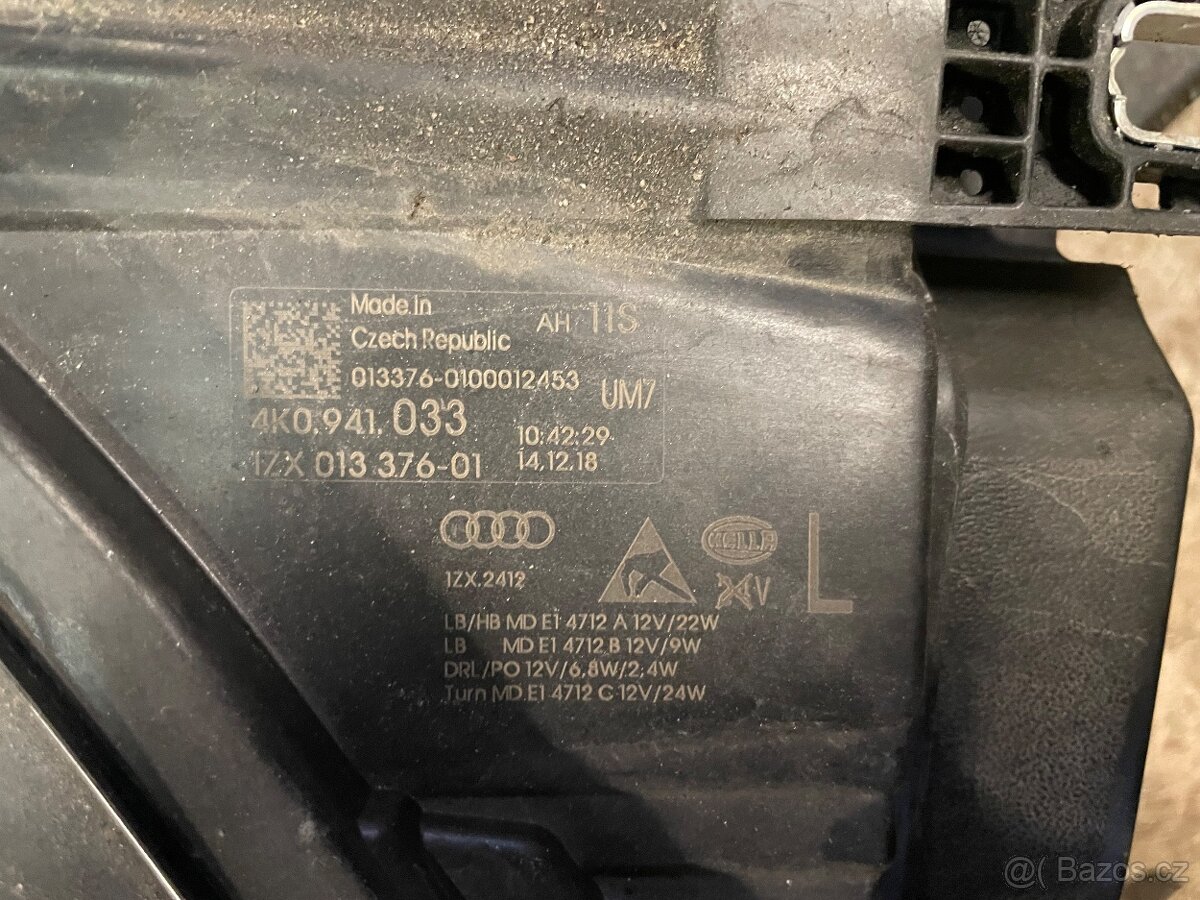 Made in
Czech Republic
AH 11S
013376-0100012453
UM7
4K0.941.033
10:42:29
1ZX 013 376-01
14.12.18
HELLA
L
1ZX.2412
24V
LB/HB MD E1 4712 A 12V/22W
LB MD E1 4712 B 12V/9W
DRL/PO 12V/6,8W/2,4W
Turn MD E1 4712 C 12V/24W
@( Bazos.cz